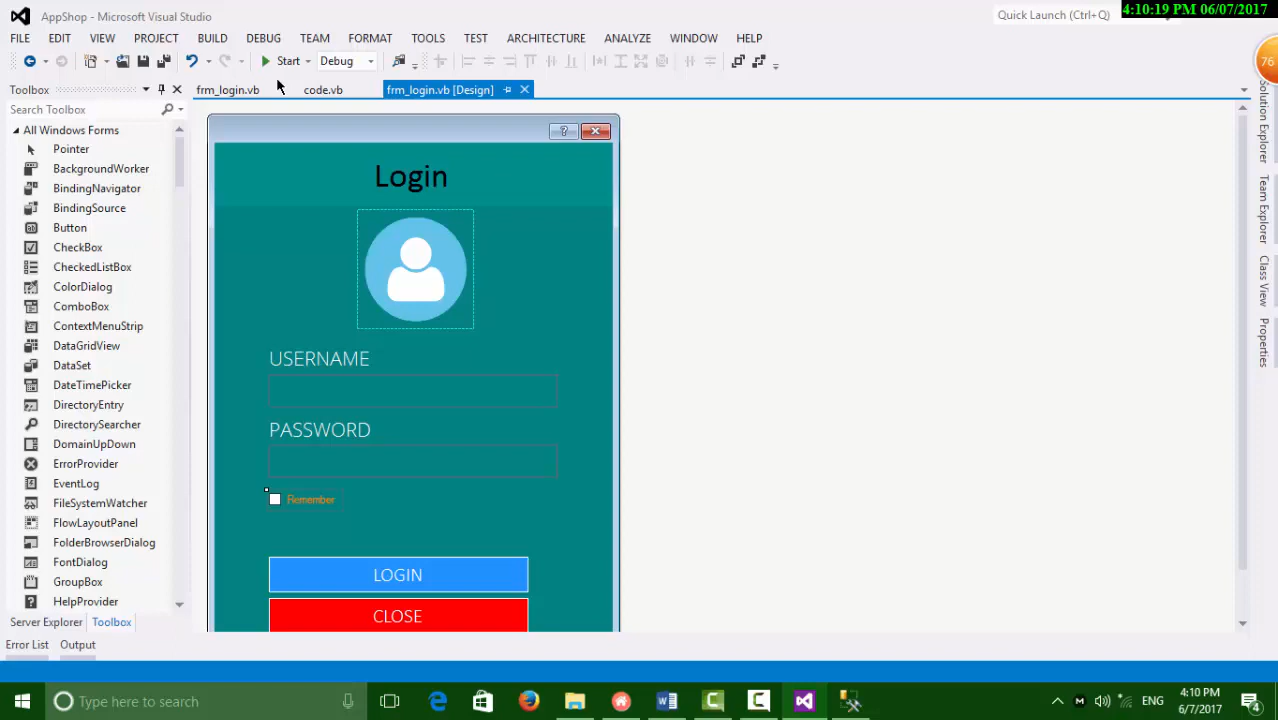 AppShop - Microsoft Visual Studio
Quick Launch (Ctrl+Q)
4:10:19 PM 06/07/2017
FILE EDIT VIEW PROJECT BUILD DEBUG TEAM FORMAT TOOLS TEST ARCHITECTURE ANALYZE WINDOW HELP
Start Debug
76
Toolbox
frm_login.vb code.vb frm_login.vb [Design]
Search Toolbox
All Windows Forms
Pointer
BackgroundWorker
BindingNavigator
BindingSource
Button
CheckBox
CheckedListBox
ColorDialog
ComboBox
ContextMenuStrip
DataGridView
DataSet
DateTimePicker
DirectoryEntry
DirectorySearcher
DomainUpDown
ErrorProvider
EventLog
FileSystemWatcher
FlowLayoutPanel
FolderBrowserDialog
FontDialog
GroupBox
HelpProvider
Server Explorer Toolbox
Login
USERNAME
PASSWORD
Remember
LOGIN
CLOSE
Solution Explorer
Team Explorer
Class View
Properties
Error List Output
Type here to search
ENG
4:10 PM
6/7/2017
4